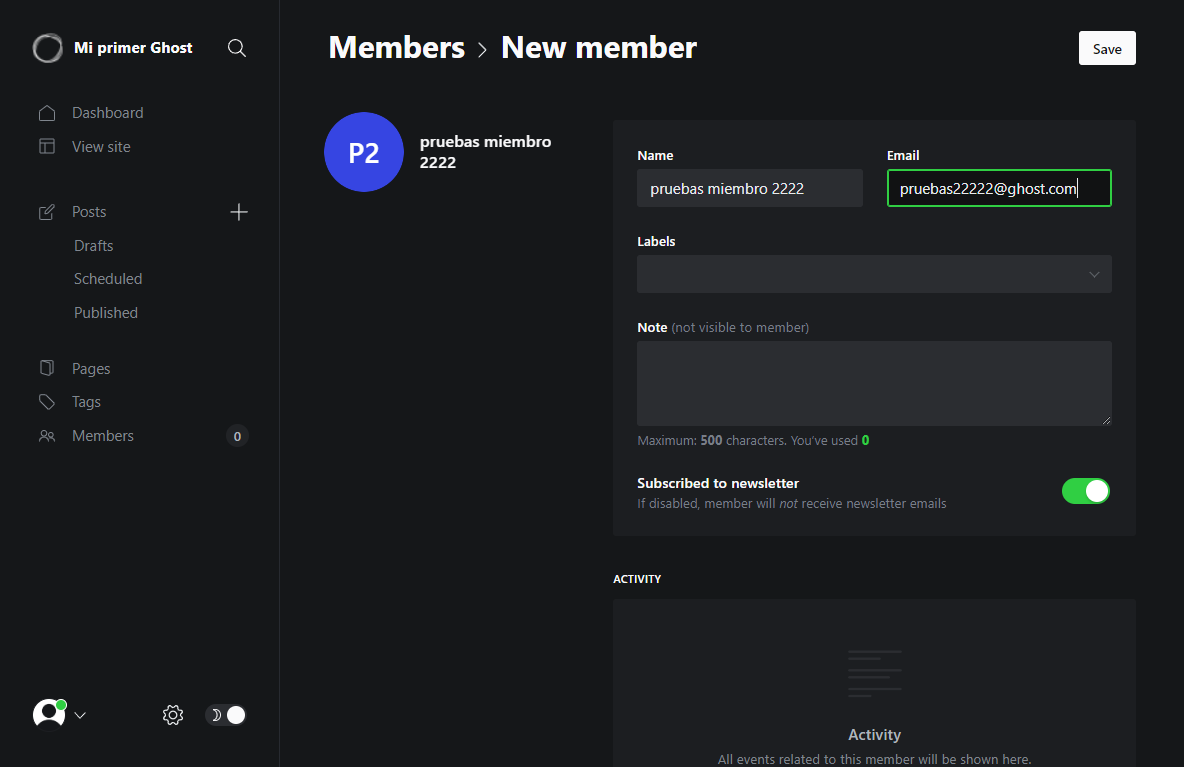 Mi primer Ghost
Dashboard
View site
Posts
Drafts
Scheduled
Published
Pages
Tags
Members 0
Members > New member
Save
P2
pruebas miembro
2222
Name
pruebas miembro 2222
Email
pruebas22222@ghost.com
Labels
Note (not visible to member)
Maximum: 500 characters. You've used 0
Subscribed to newsletter
If disabled, member will not receive newsletter emails
ACTIVITY
Activity
All events related to this member will be shown here.